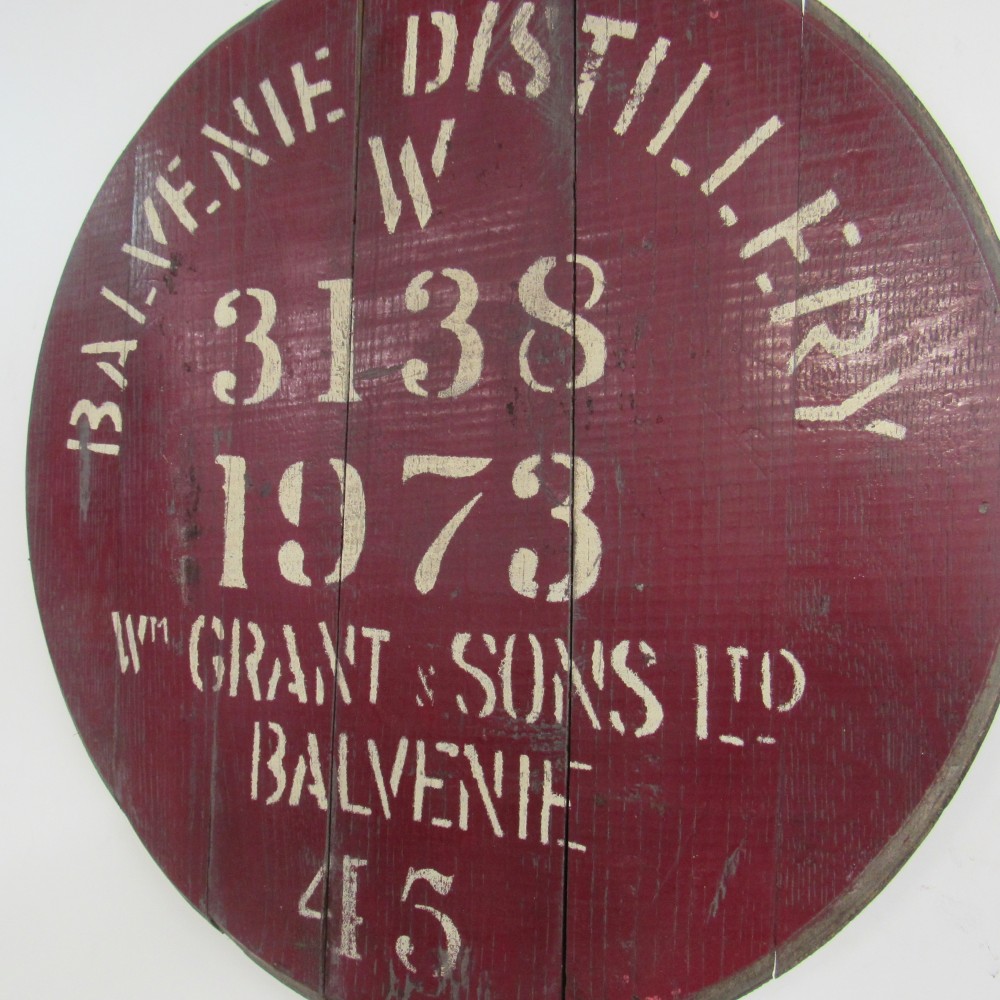 BALVENIE DISTILLERY
W
3138
1973
WM GRANT & SONS LTD
BALVENIE
45